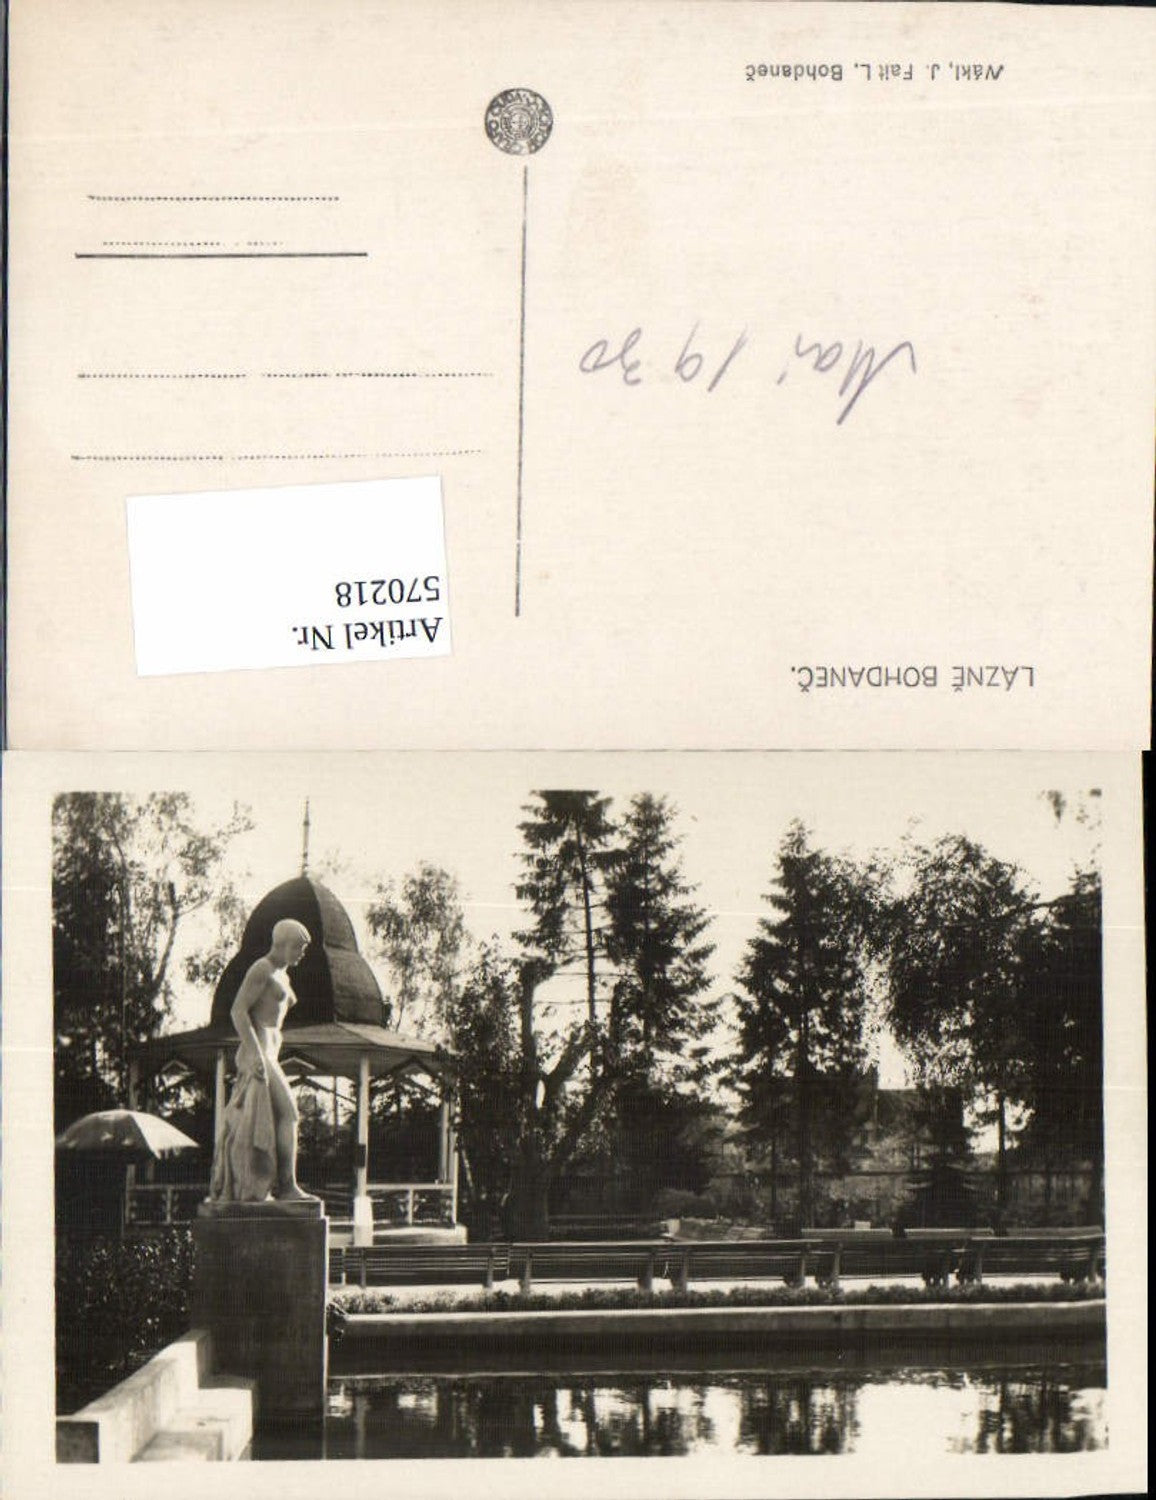 LÁZNĚ BOHDANEČ.
Artikel Nr.
570218
Mai 1930
Nákl, J. Fait L. Bohdaneč